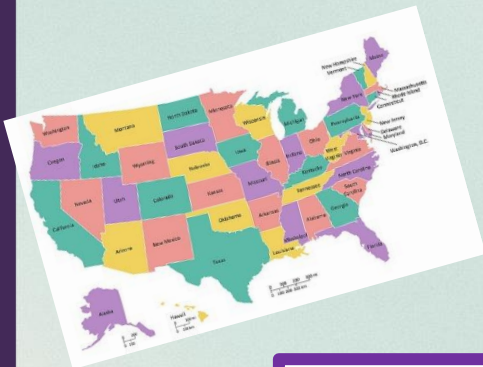 Washington
Oregon
California
Nevada
Idaho
Montana
Wyoming
Utah
Colorado
Arizona
New Mexico
North Dakota
South Dakota
Nebraska
Kansas
Oklahoma
Texas
Minnesota
Iowa
Missouri
Arkansas
Louisiana
Wisconsin
Illinois
Michigan
Indiana
Ohio
Kentucky
Tennessee
Mississippi
Alabama
Georgia
Florida
South
Carolina
North Carolina
Virginia
West
Virginia
Pennsylvania
New York
Maine
New Hampshire
Vermont
Massachusetts
Rhode Island
Connecticut
New Jersey
Delaware
Maryland
Washington, D.C.
Alaska
Hawaii